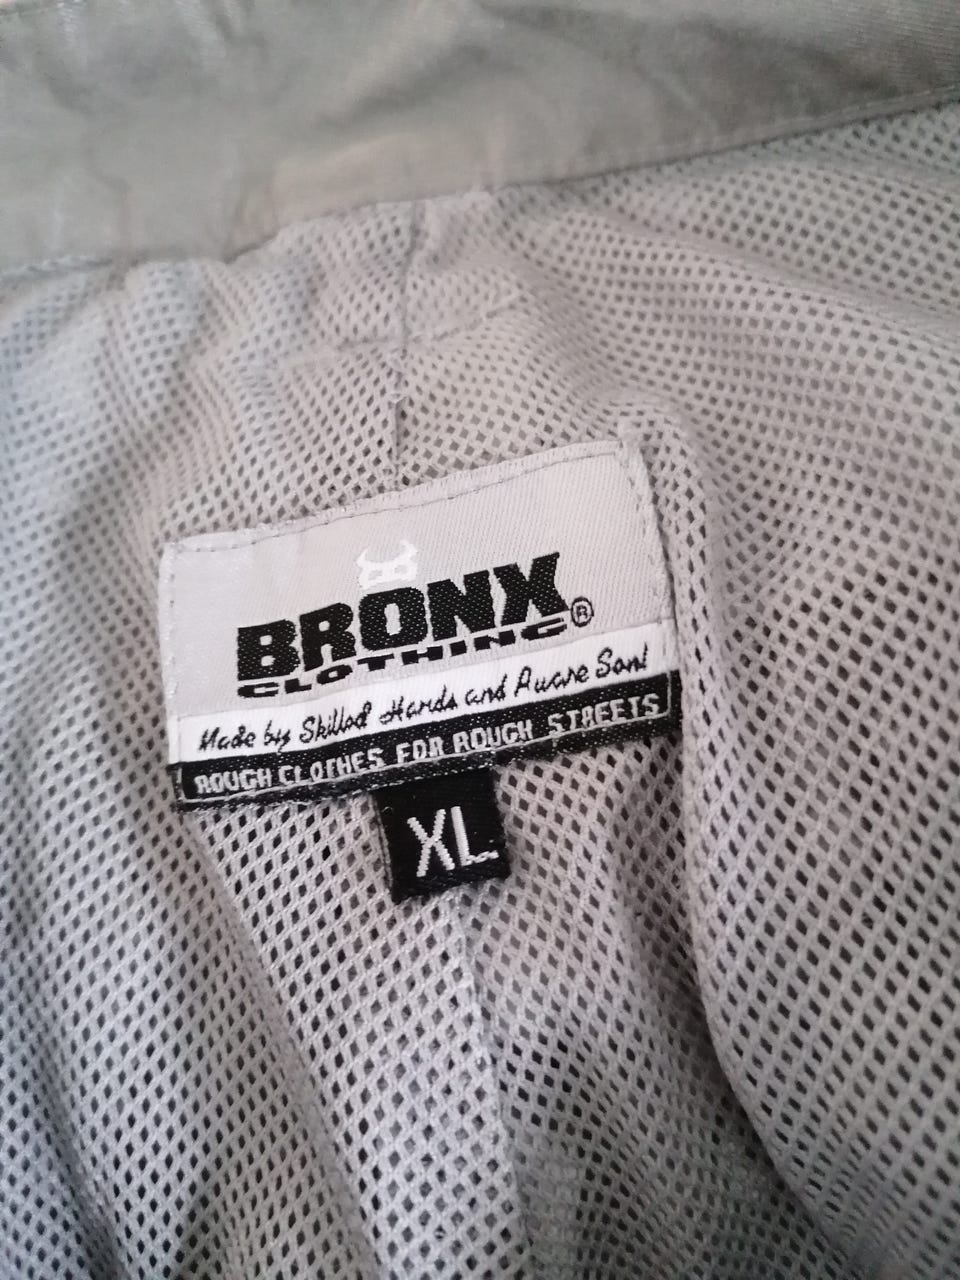 BRONX®
CLOTHING
Made by Skilled Hands and Aware Soul
ROUGH CLOTHES FOR ROUGH STREETS
XL